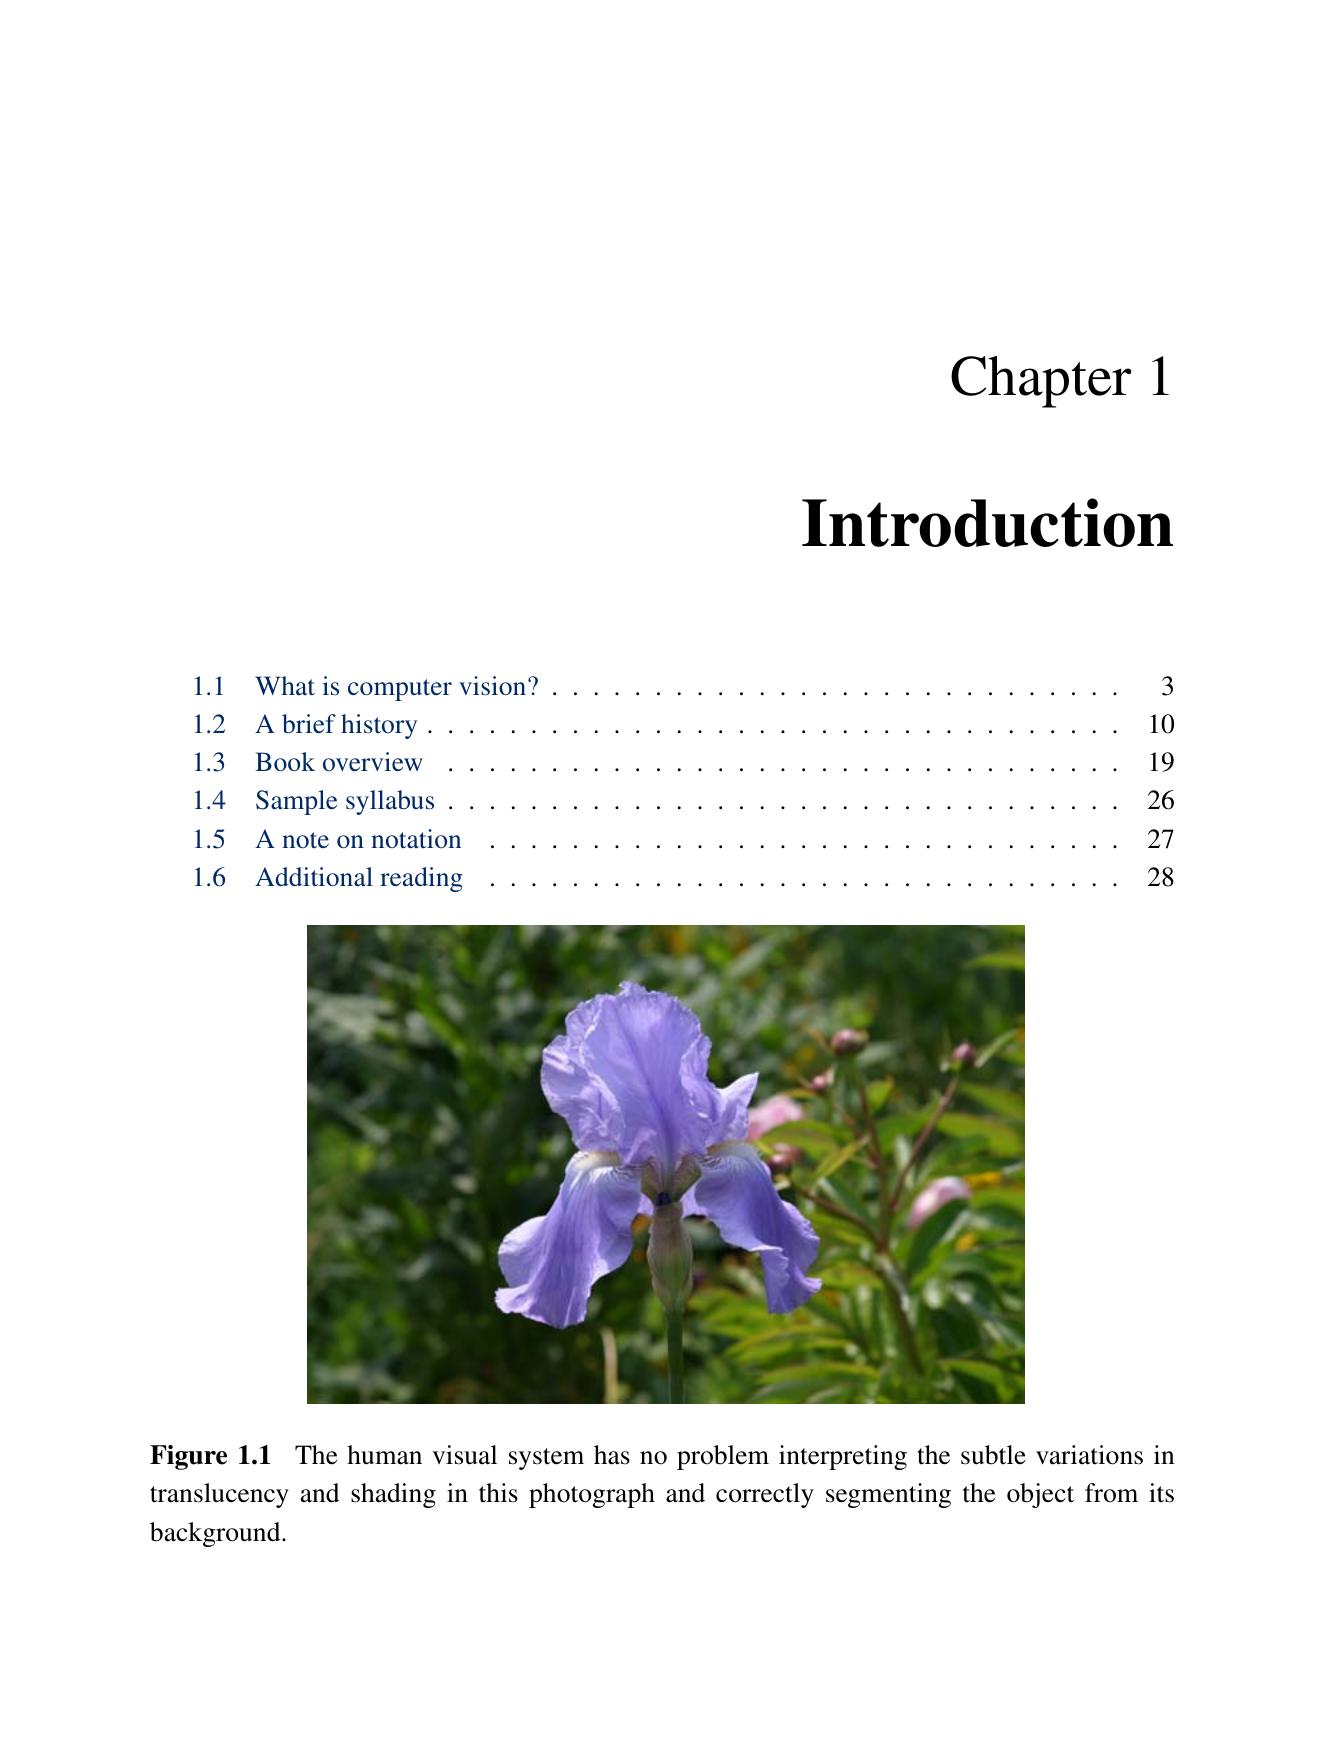 Chapter 1
Introduction
1.1 What is computer vision? . . . . . . . . . . . . . . . . . . . . . . . . . . . . 3
1.2 A brief history . . . . . . . . . . . . . . . . . . . . . . . . . . . . . . . . . . 10
1.3 Book overview . . . . . . . . . . . . . . . . . . . . . . . . . . . . . . . . . 19
1.4 Sample syllabus . . . . . . . . . . . . . . . . . . . . . . . . . . . . . . . . . 26
1.5 A note on notation . . . . . . . . . . . . . . . . . . . . . . . . . . . . . . . 27
1.6 Additional reading . . . . . . . . . . . . . . . . . . . . . . . . . . . . . . . 28
Figure 1.1 The human visual system has no problem interpreting the subtle variations in
translucency and shading in this photograph and correctly segmenting the object from its
background.